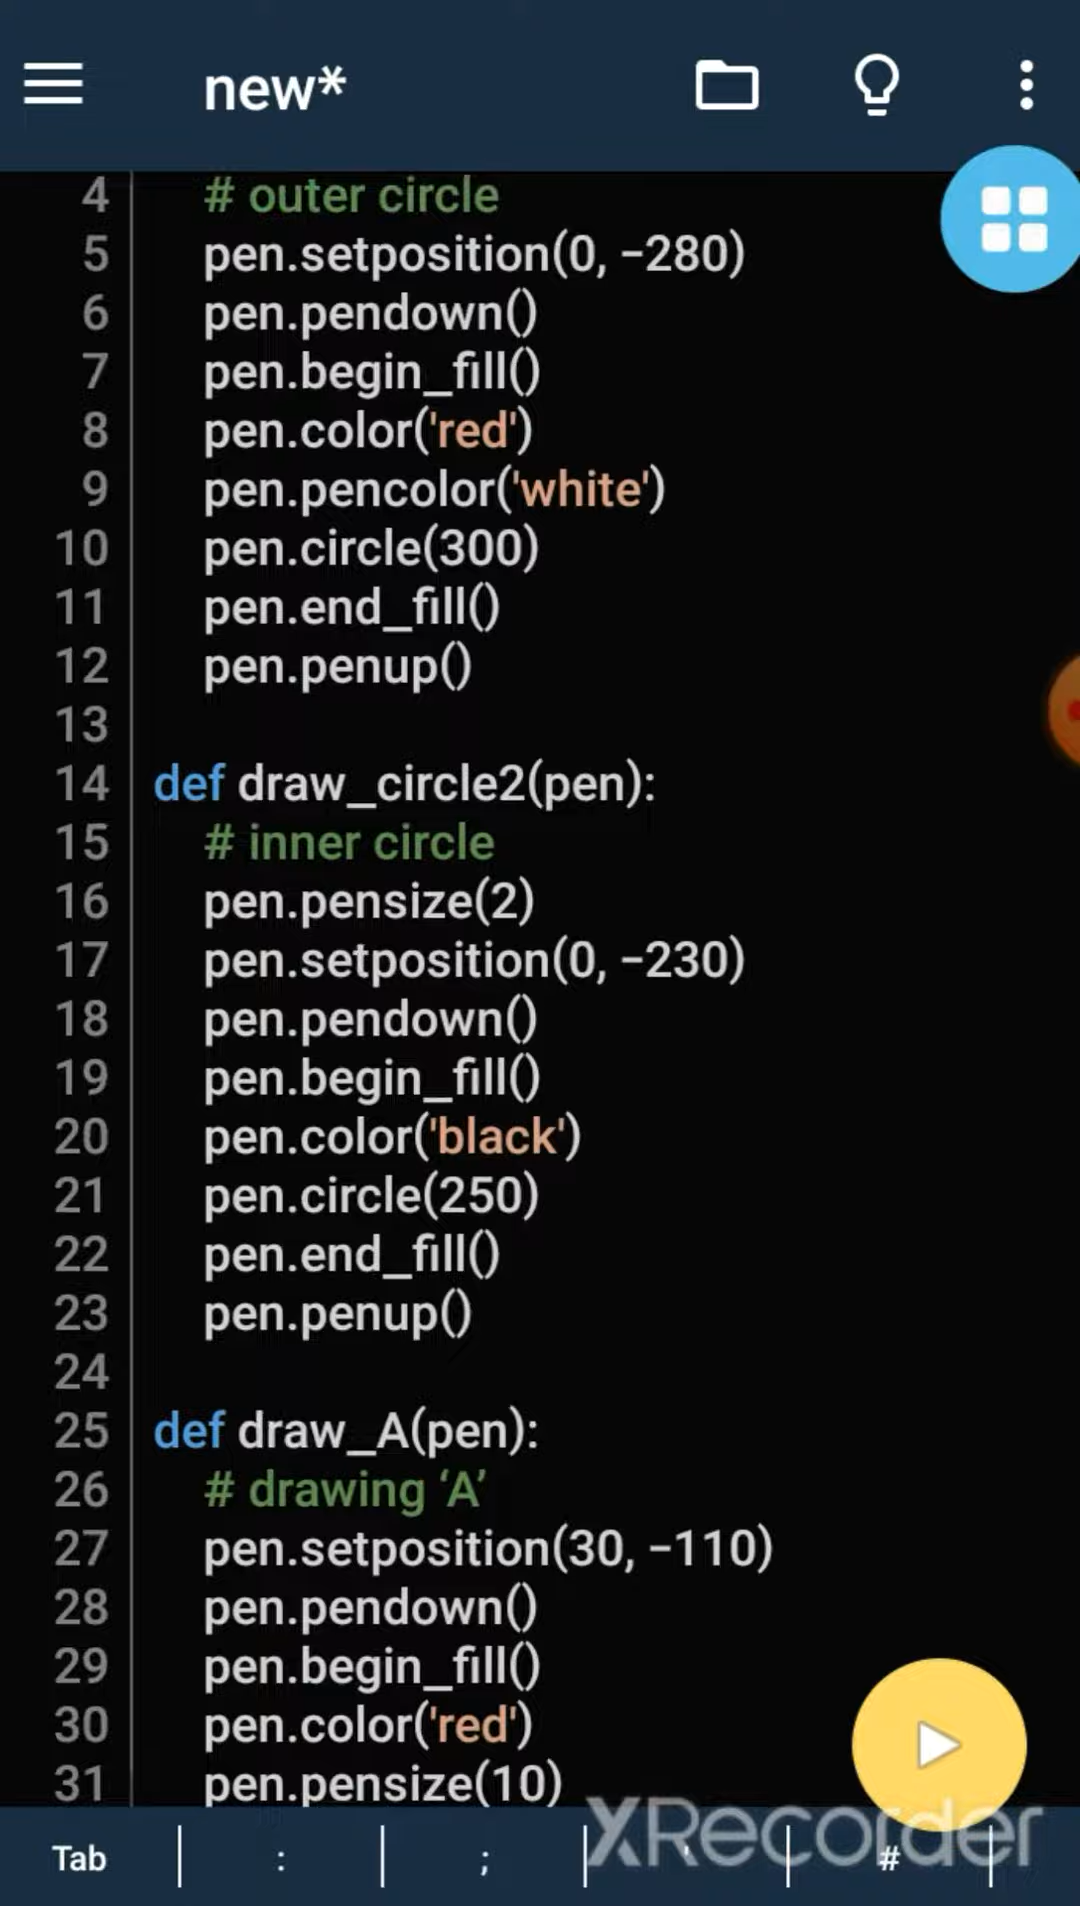 new*
4 # outer circle
5 pen.setposition(0, −280)
6 pen.pendown()
7 pen.begin_fill()
8 pen.color('red')
9 pen.pencolor('white')
10 pen.circle(300)
11 pen.end_fill()
12 pen.penup()
13
14 def draw_circle2(pen):
15 # inner circle
16 pen.pensize(2)
17 pen.setposition(0, −230)
18 pen.pendown()
19 pen.begin_fill()
20 pen.color('black')
21 pen.circle(250)
22 pen.end_fill()
23 pen.penup()
24
25 def draw_A(pen):
26 # drawing ‘A’
27 pen.setposition(30, −110)
28 pen.pendown()
29 pen.begin_fill()
30 pen.color('red')
31 pen.pensize(10)
XRecorder
Tab : ; ' #